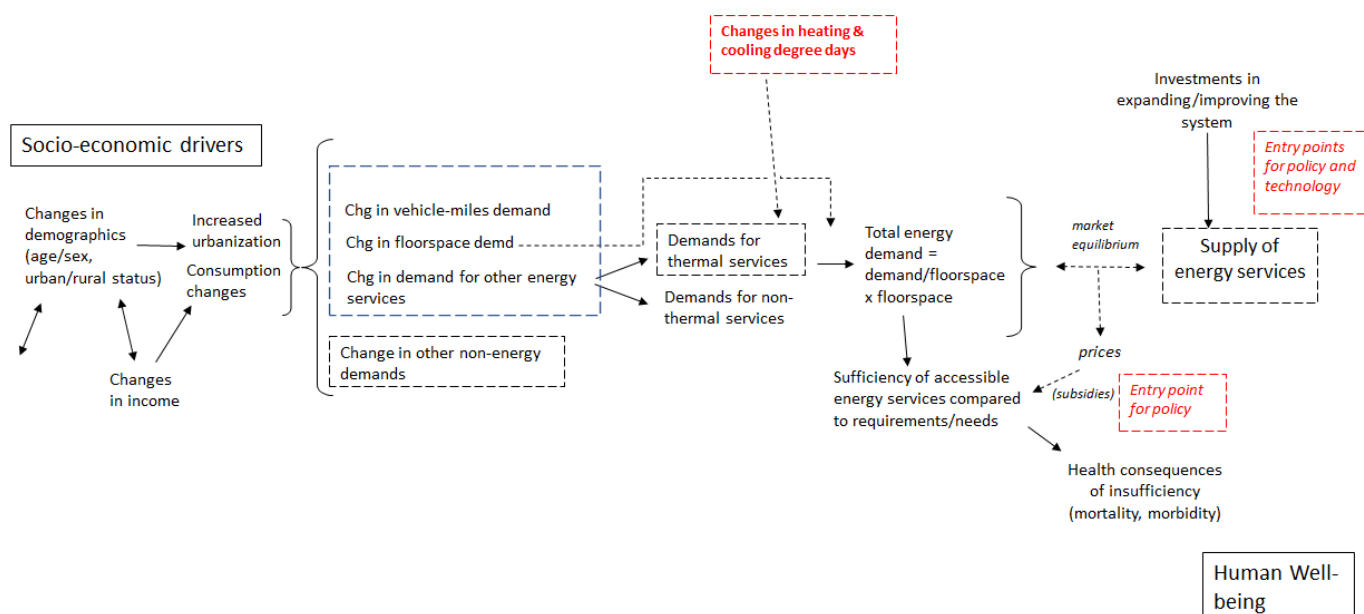 Changes in heating &
cooling degree days
Investments in
expanding/improving the
system
Socio-economic drivers
Entry points
for policy and
technology
Changes in
demographics
(age/sex,
urban/rural status)
Increased
urbanization
Consumption
changes
Changes
in income
Chg in vehicle-miles demand
Chg in floorspace demd
Chg in demand for other energy
services
Change in other non-energy
demands
Demands for
thermal services
Demands for non-
thermal services
Total energy
demand =
demand/floorspace
x floorspace
market
equilibrium
Supply of
energy services
prices
(subsidies)
Entry point
for policy
Sufficiency of accessible
energy services compared
to requirements/needs
Health consequences
of insufficiency
(mortality, morbidity)
Human Well-
being